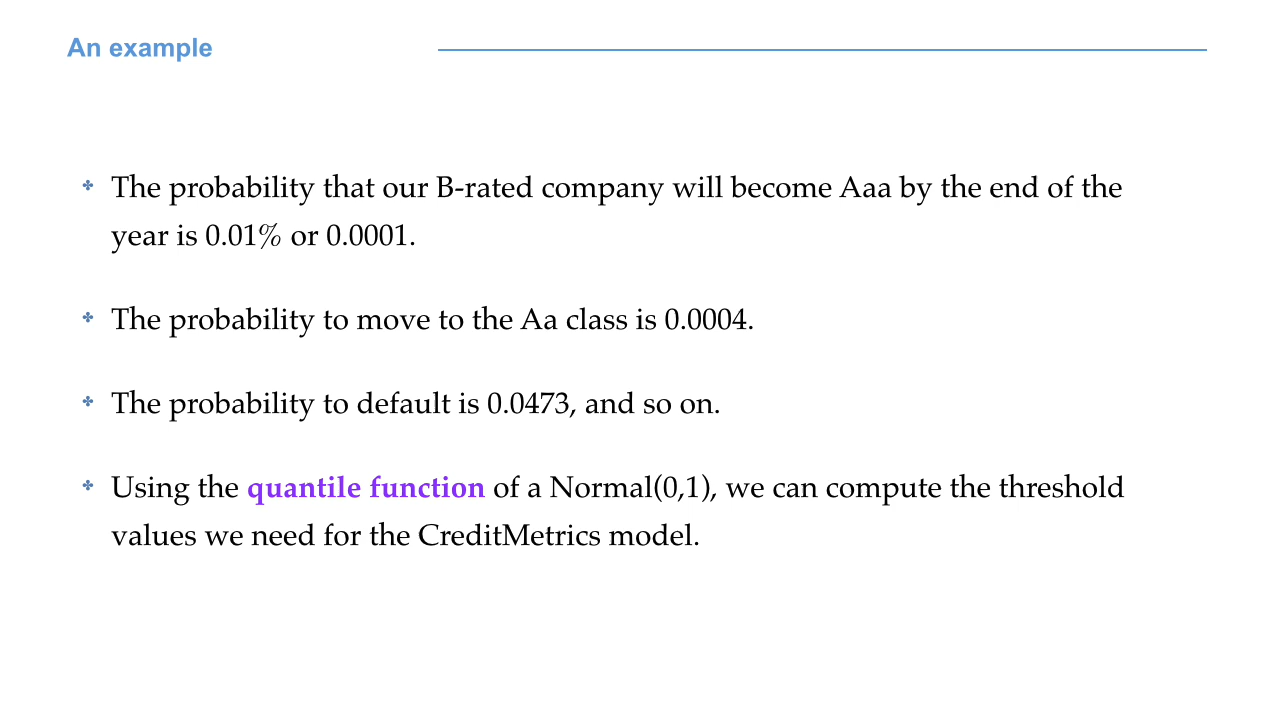 An example
✤ The probability that our B-rated company will become Aaa by the end of the
year is 0.01% or 0.0001.
✤ The probability to move to the Aa class is 0.0004.
✤ The probability to default is 0.0473, and so on.
✤ Using the quantile function of a Normal(0,1), we can compute the threshold
values we need for the CreditMetrics model.